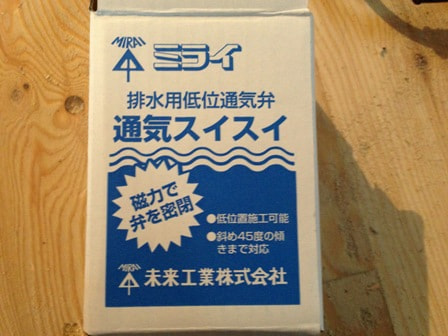 MIRAI ミライ
排水用低位通気弁
通気スイスイ
磁力で
弁を密閉
●低位置施工可能
●斜め45度の傾
きまで対応
MIRAI 未来工業株式会社